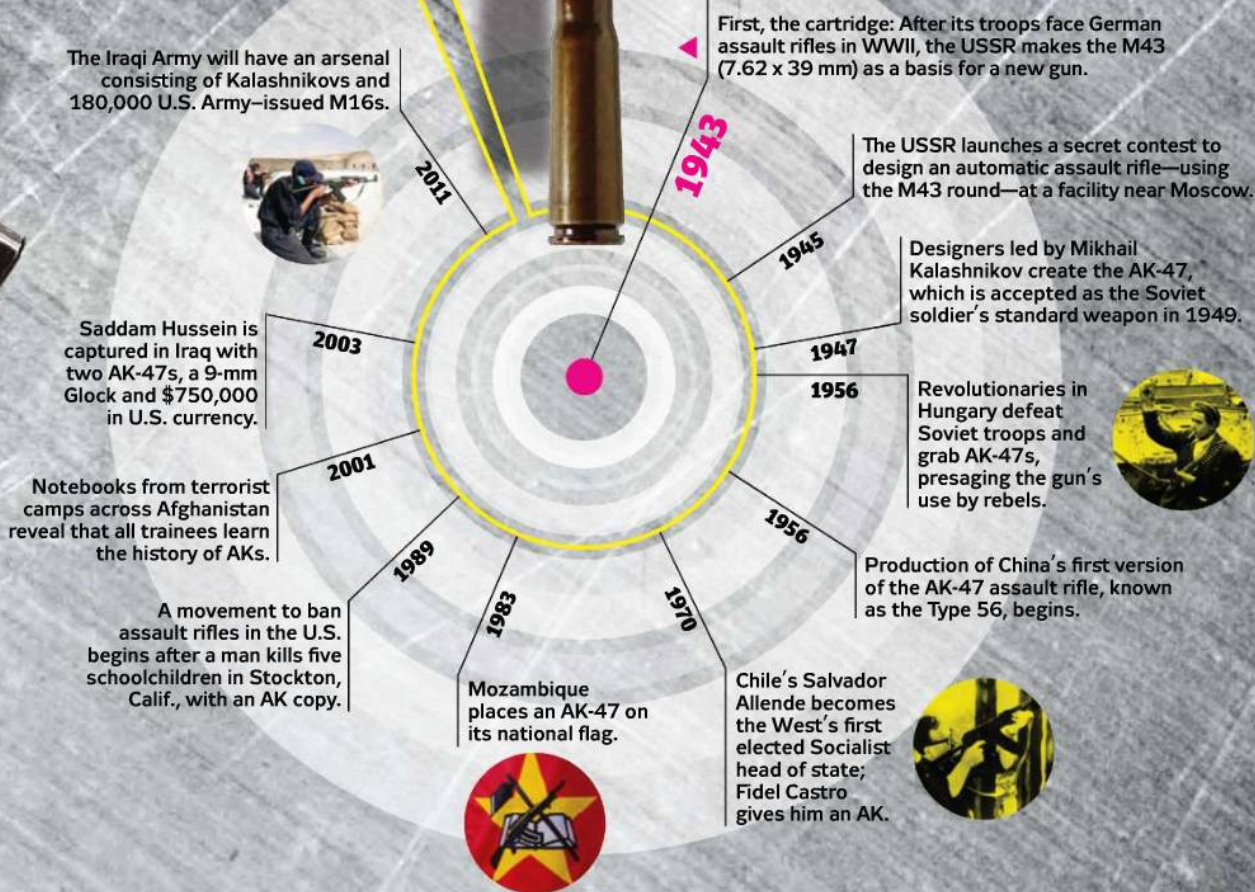 First, the cartridge: After its troops face German
assault rifles in WWII, the USSR makes the M43
(7.62 x 39 mm) as a basis for a new gun.
1943
The USSR launches a secret contest to
design an automatic assault rifle—using
the M43 round—at a facility near Moscow.
1945
Designers led by Mikhail
Kalashnikov create the AK-47,
which is accepted as the Soviet
soldier's standard weapon in 1949.
1947
1956
Revolutionaries in
Hungary defeat
Soviet troops and
grab AK-47s,
presaging the gun's
use by rebels.
1956
Production of China's first version
of the AK-47 assault rifle, known
as the Type 56, begins.
1970
Chile's Salvador
Allende becomes
the West's first
elected Socialist
head of state;
Fidel Castro
gives him an AK.
1983
Mozambique
places an AK-47 on
its national flag.
1989
A movement to ban
assault rifles in the U.S.
begins after a man kills five
schoolchildren in Stockton,
Calif., with an AK copy.
2001
Notebooks from terrorist
camps across Afghanistan
reveal that all trainees learn
the history of AKs.
2003
Saddam Hussein is
captured in Iraq with
two AK-47s, a 9-mm
Glock and $750,000
in U.S. currency.
2011
The Iraqi Army will have an arsenal
consisting of Kalashnikovs and
180,000 U.S. Army–issued M16s.